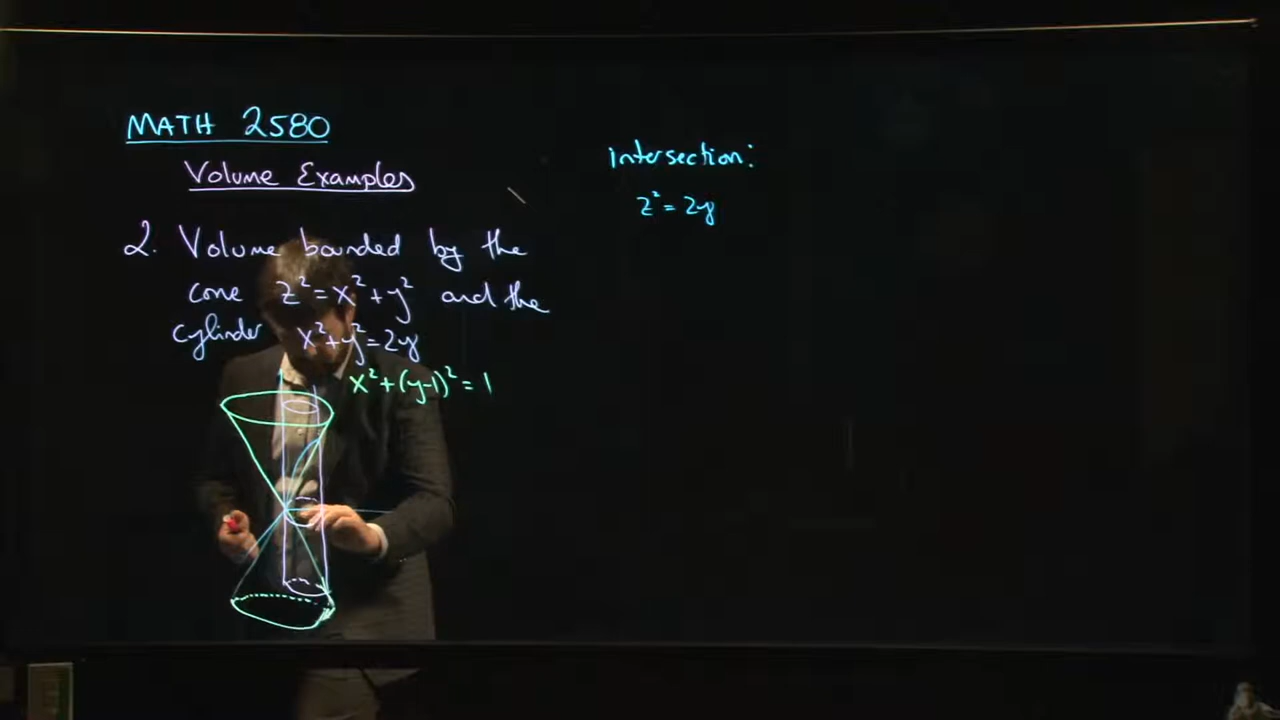 MATH 2580
Volume Examples
2. Volume bounded by the
cone z² = x² + y² and the
cylinder x² + y² = 2y
x² + (y-1)² = 1
intersection:
z² = 2y